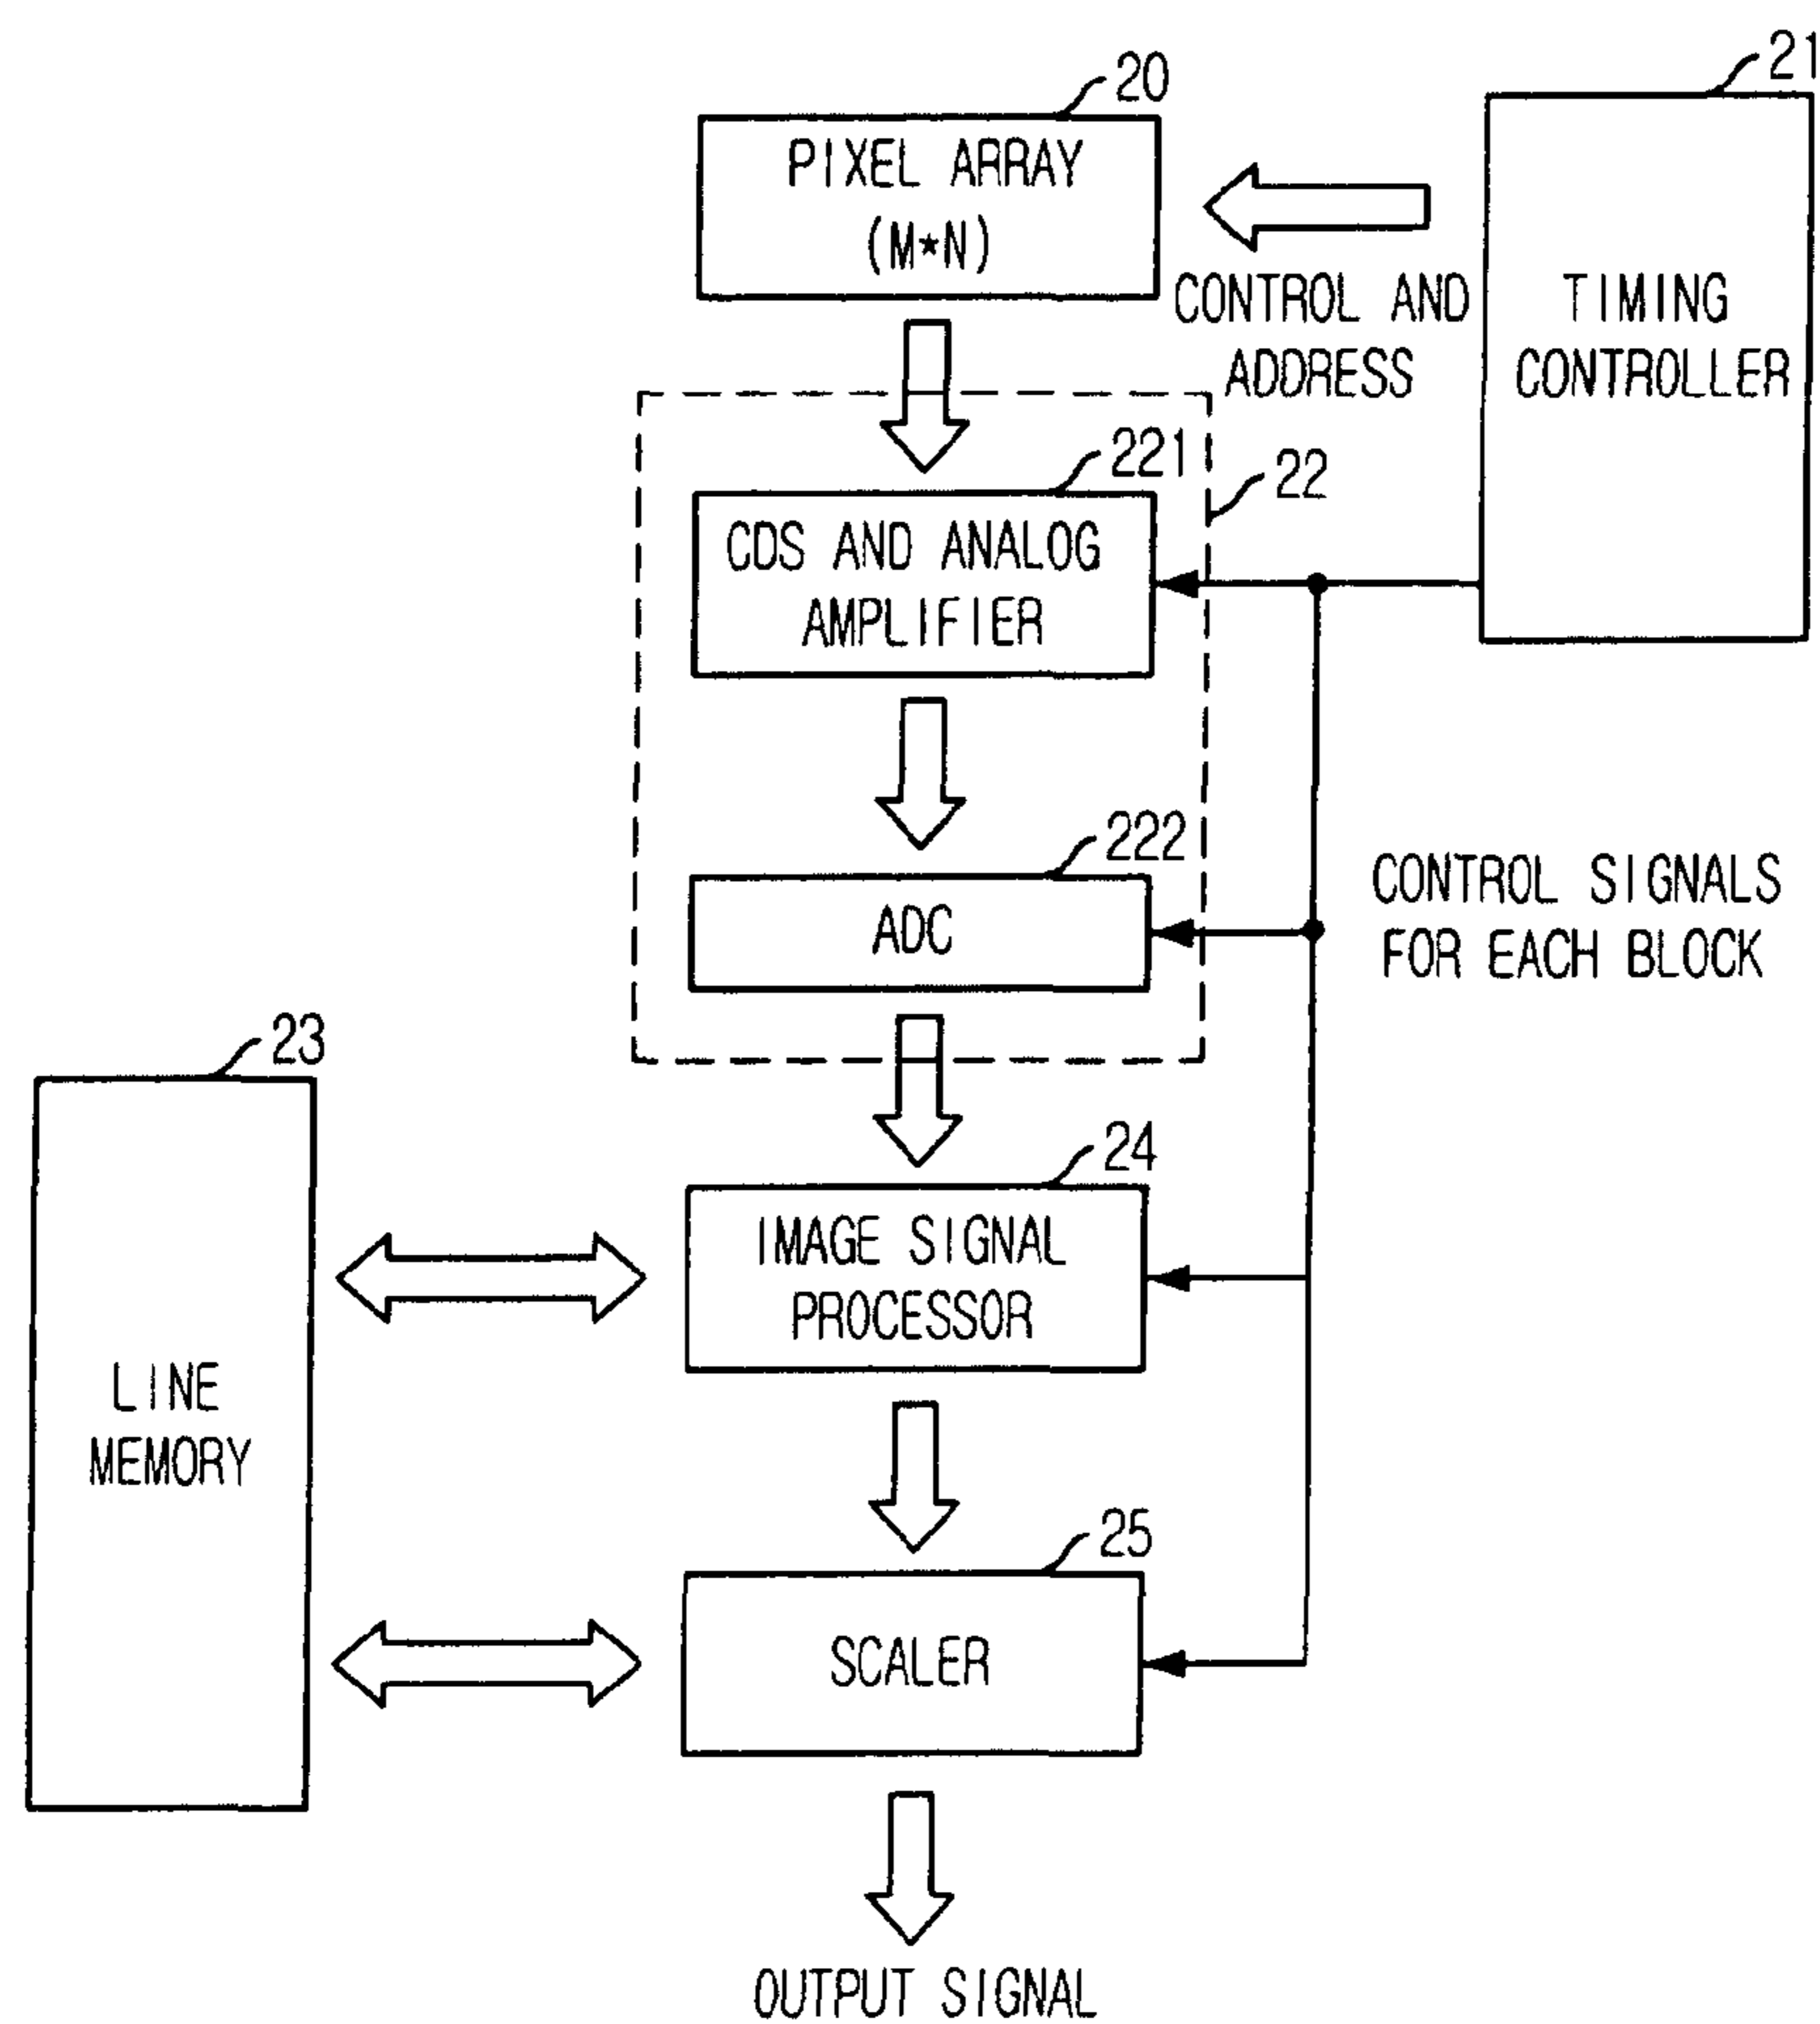 20
21
PIXEL ARRAY
(M*N)
CONTROL AND
ADDRESS
TIMING
CONTROLLER
221
22
CDS AND ANALOG
AMPLIFIER
222
ADC
CONTROL SIGNALS
FOR EACH BLOCK
23
24
IMAGE SIGNAL
PROCESSOR
LINE
MEMORY
25
SCALER
OUTPUT SIGNAL